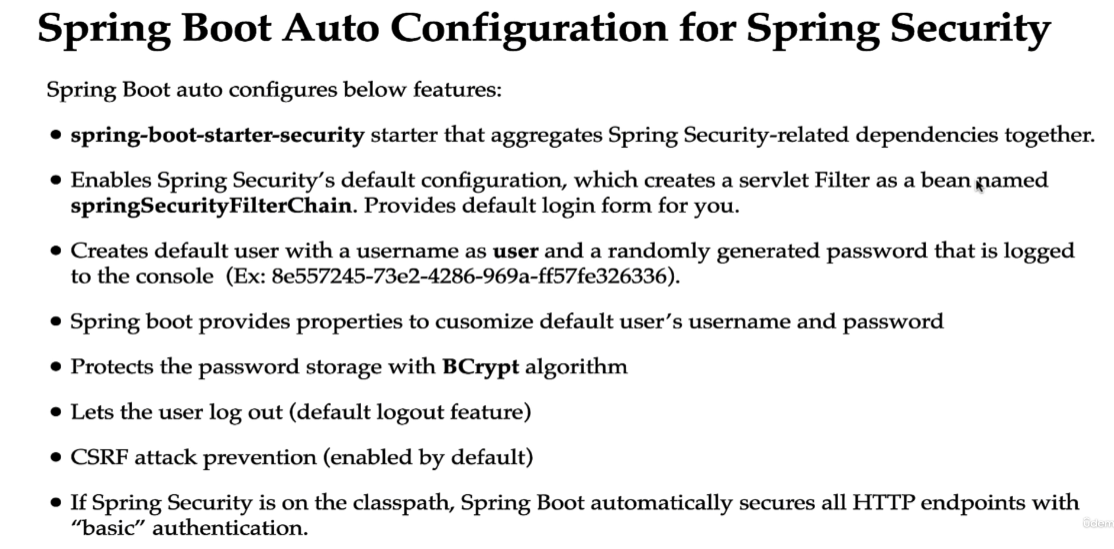 Spring Boot Auto Configuration for Spring Security
Spring Boot auto configures below features:
• spring-boot-starter-security starter that aggregates Spring Security-related dependencies together.
• Enables Spring Security's default configuration, which creates a servlet Filter as a bean named
springSecurityFilterChain. Provides default login form for you.
• Creates default user with a username as user and a randomly generated password that is logged
to the console (Ex: 8e557245-73e2-4286-969a-ff57fe326336).
• Spring boot provides properties to cusomize default user's username and password
• Protects the password storage with BCrypt algorithm
• Lets the user log out (default logout feature)
• CSRF attack prevention (enabled by default)
• If Spring Security is on the classpath, Spring Boot automatically secures all HTTP endpoints with
"basic" authentication.